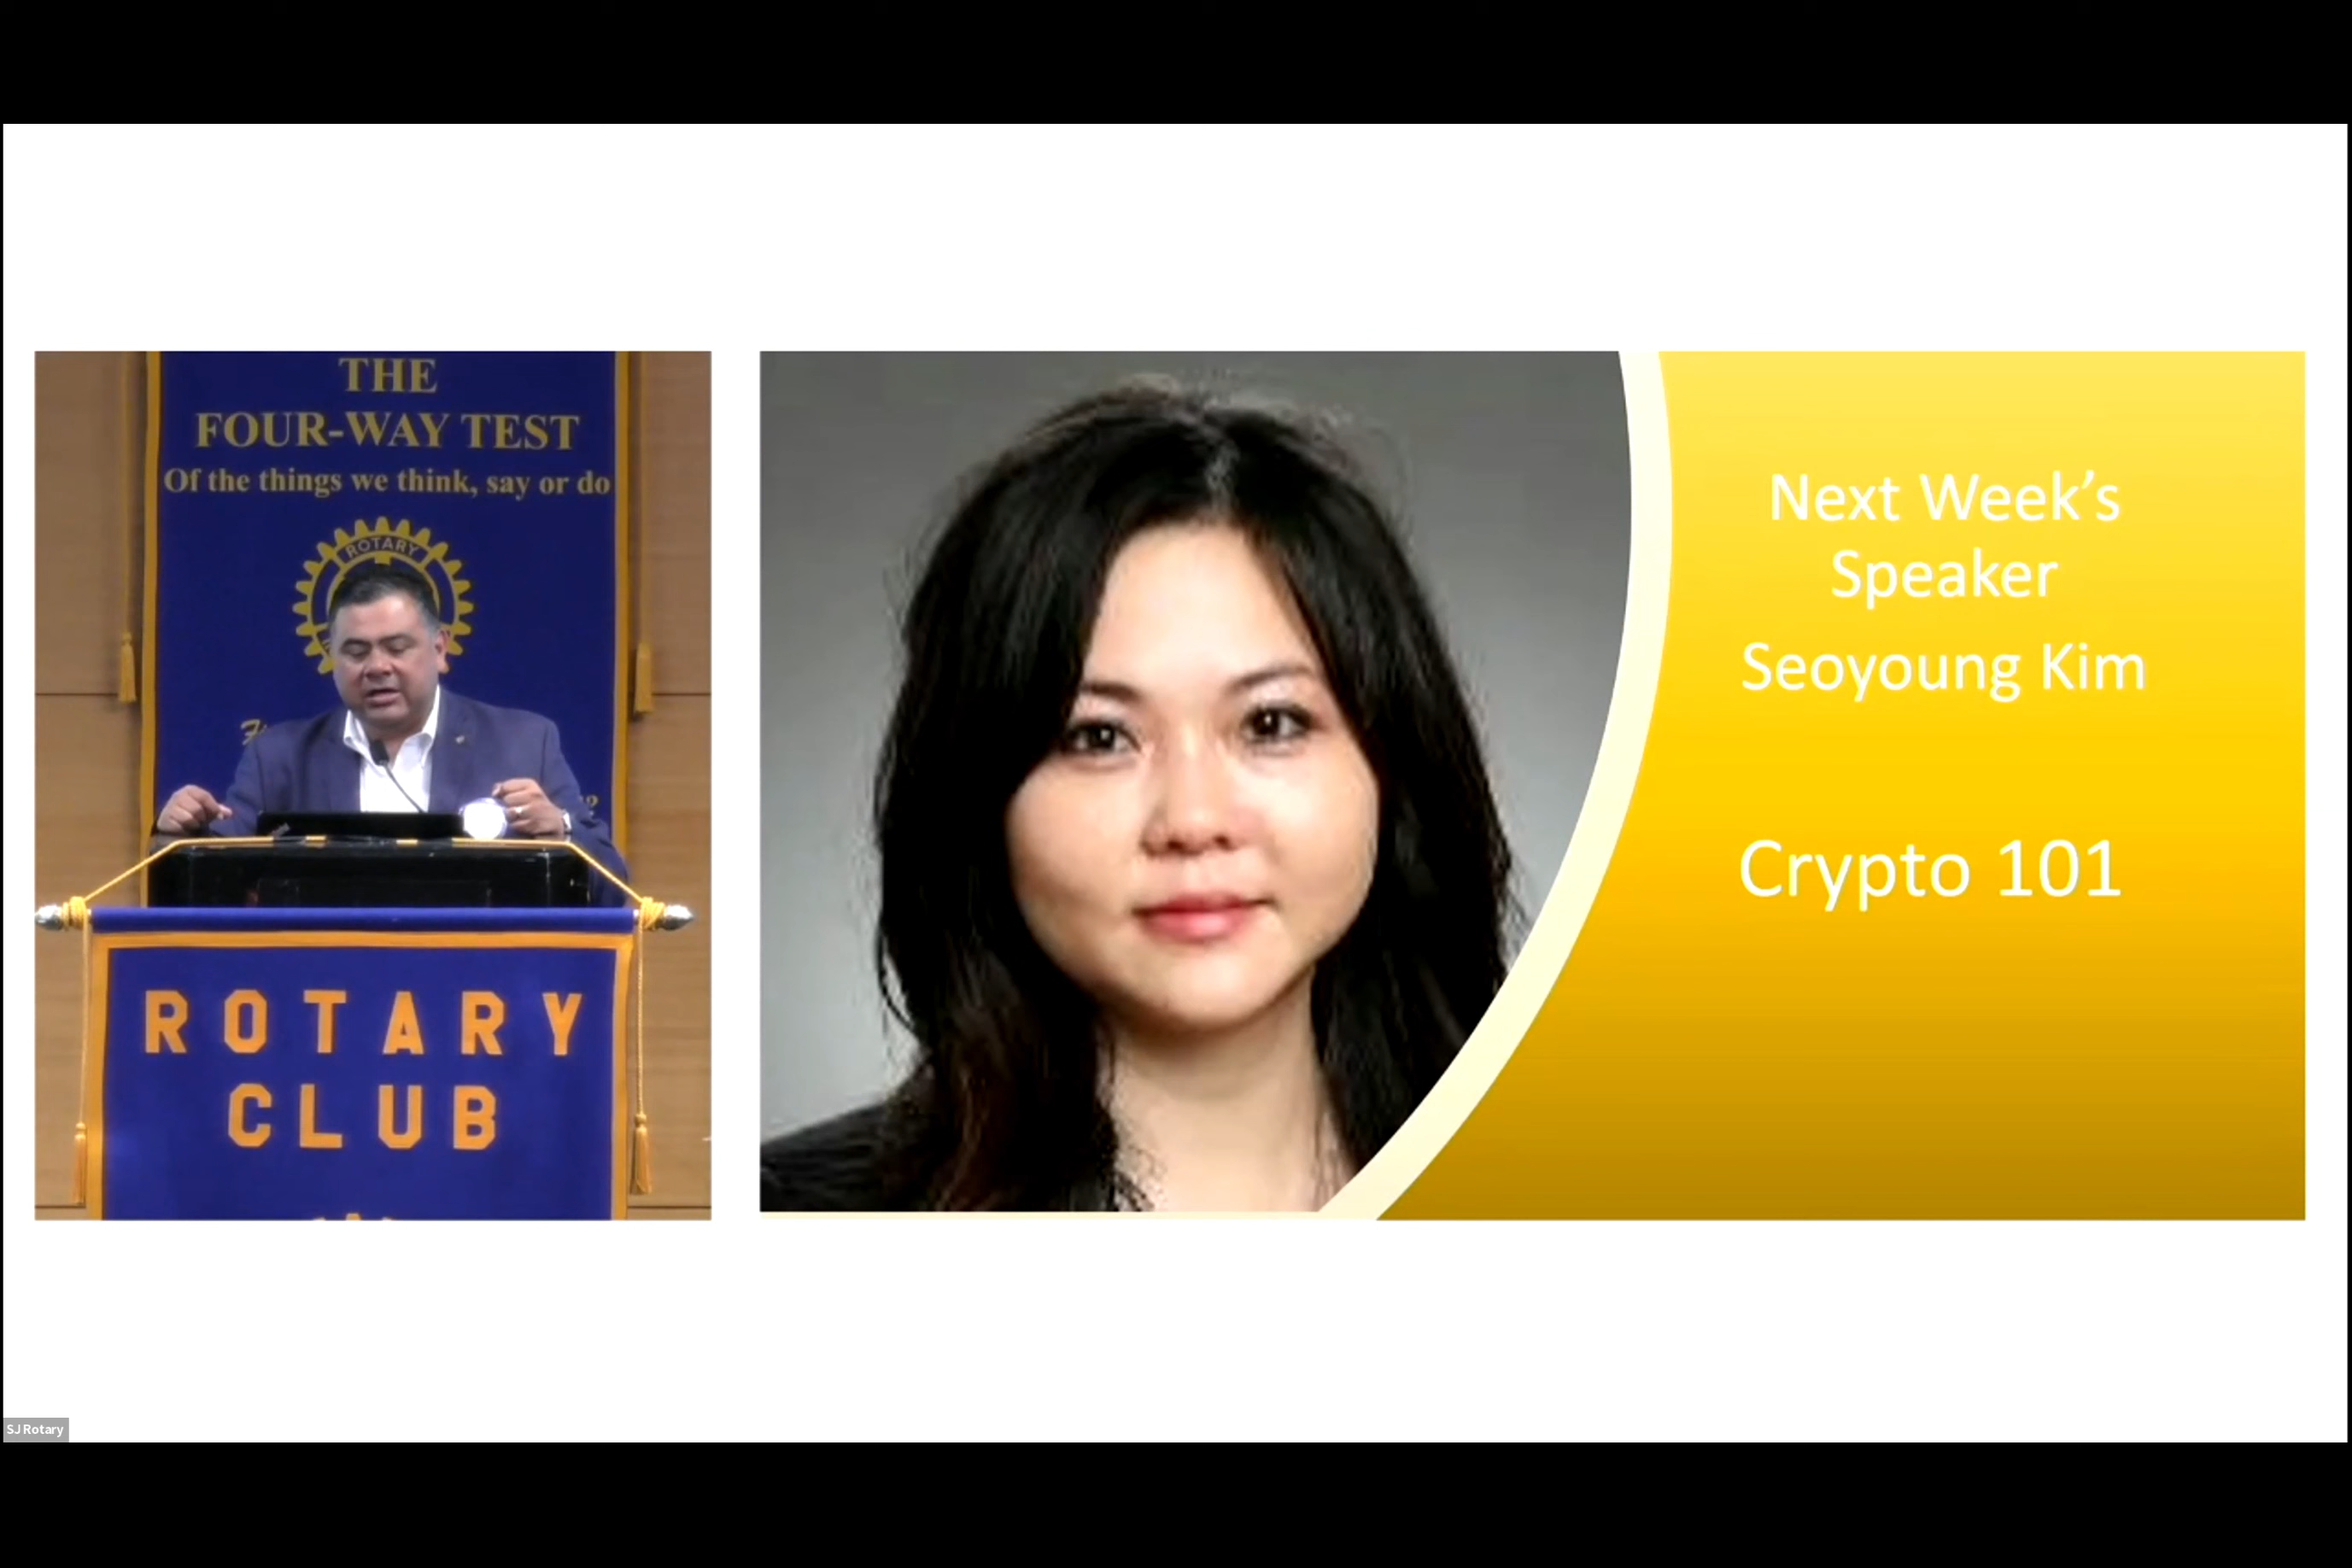 THE
FOUR-WAY TEST
Of the things we think, say or do
ROTARY
ROTARY
CLUB
Next Week’s
Speaker
Seoyoung Kim
Crypto 101
SJ Rotary